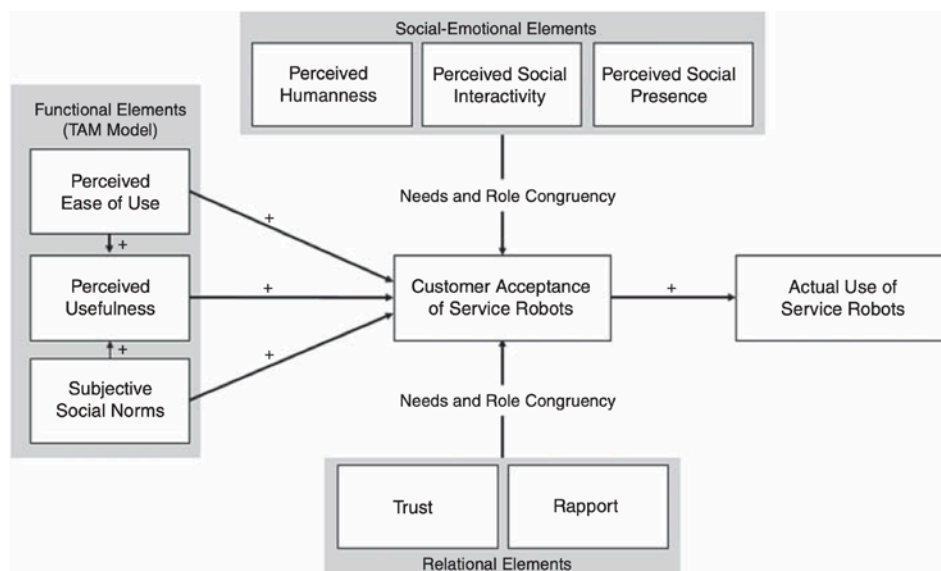 Social-Emotional Elements
Perceived
Humanness
Perceived Social
Interactivity
Perceived Social
Presence
Functional Elements
(TAM Model)
Perceived
Ease of Use
+
Perceived
Usefulness
+
Subjective
Social Norms
+
+
+
Needs and Role Congruency
Customer Acceptance
of Service Robots
+
Actual Use of
Service Robots
Needs and Role Congruency
Trust
Rapport
Relational Elements